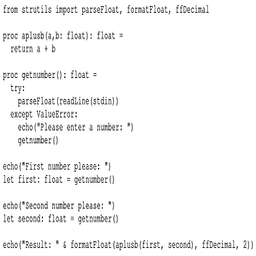 from strutils import parseFloat, formatFloat, ffDecimal
proc aplusb(a,b: float): float =
  return a + b
proc getnumber(): float =
  try:
    parseFloat(readLine(stdin))
  except ValueError:
    echo("Please enter a number: ")
    getnumber()
echo("First number please: ")
let first: float = getnumber()
echo("Second number please: ")
let second: float = getnumber()
echo("Result: " & formatFloat(aplusb(first, second), ffDecimal, 2))